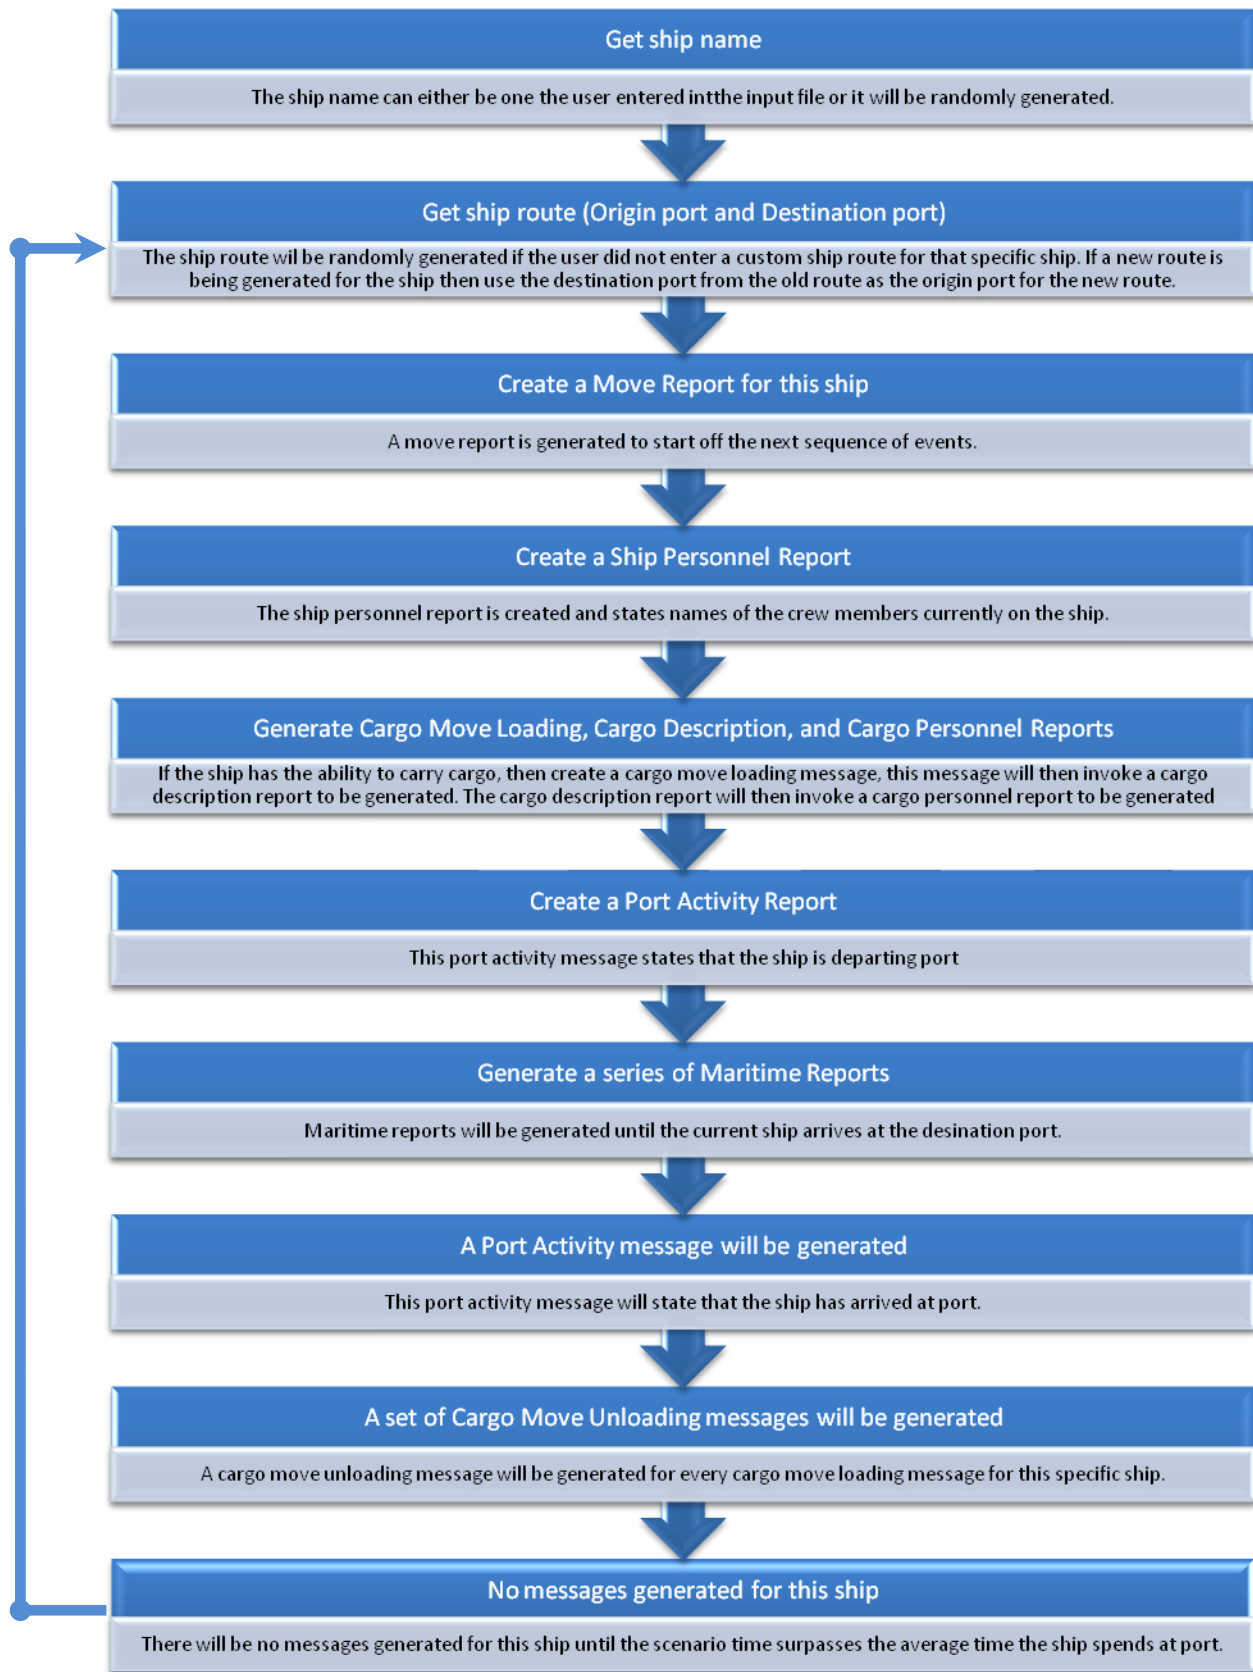 Get ship name
The ship name can either be one the user entered intthe input file or it will be randomly generated.
Get ship route (Origin port and Destination port)
The ship route wil be randomly generated if the user did not enter a custom ship route for that specific ship. If a new route is
being generated for the ship then use the destination port from the old route as the origin port for the new route.
Create a Move Report for this ship
A move report is generated to start off the next sequence of events.
Create a Ship Personnel Report
The ship personnel report is created and states names of the crew members currently on the ship.
Generate Cargo Move Loading, Cargo Description, and Cargo Personnel Reports
If the ship has the ability to carry cargo, then create a cargo move loading message, this message will then invoke a cargo
description report to be generated. The cargo description report will then invoke a cargo personnel report to be generated
Create a Port Activity Report
This port activity message states that the ship is departing port
Generate a series of Maritime Reports
Maritime reports will be generated until the current ship arrives at the desination port.
A Port Activity message will be generated
This port activity message will state that the ship has arrived at port.
A set of Cargo Move Unloading messages will be generated
A cargo move unloading message will be generated for every cargo move loading message for this specific ship.
No messages generated for this ship
There will be no messages generated for this ship until the scenario time surpasses the average time the ship spends at port.